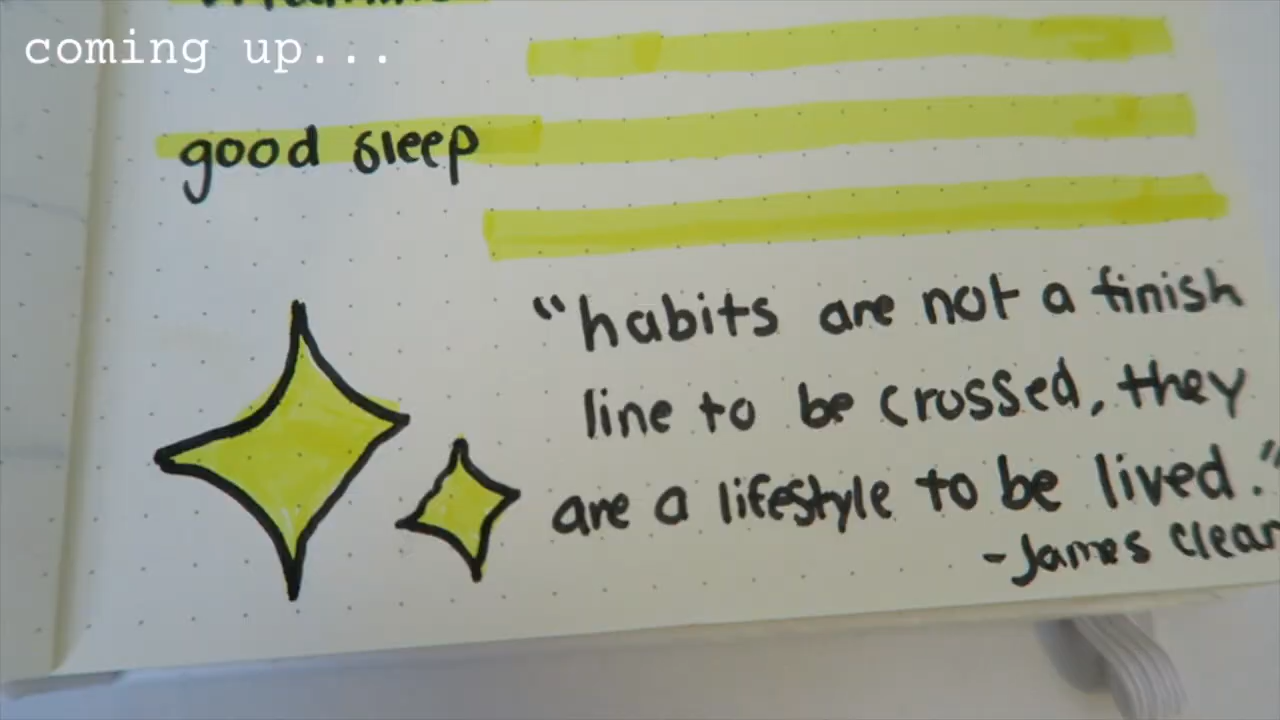 coming up...
good sleep
"habits are not a finish
line to be crossed, they
are a lifestyle to be lived."
-James Clear